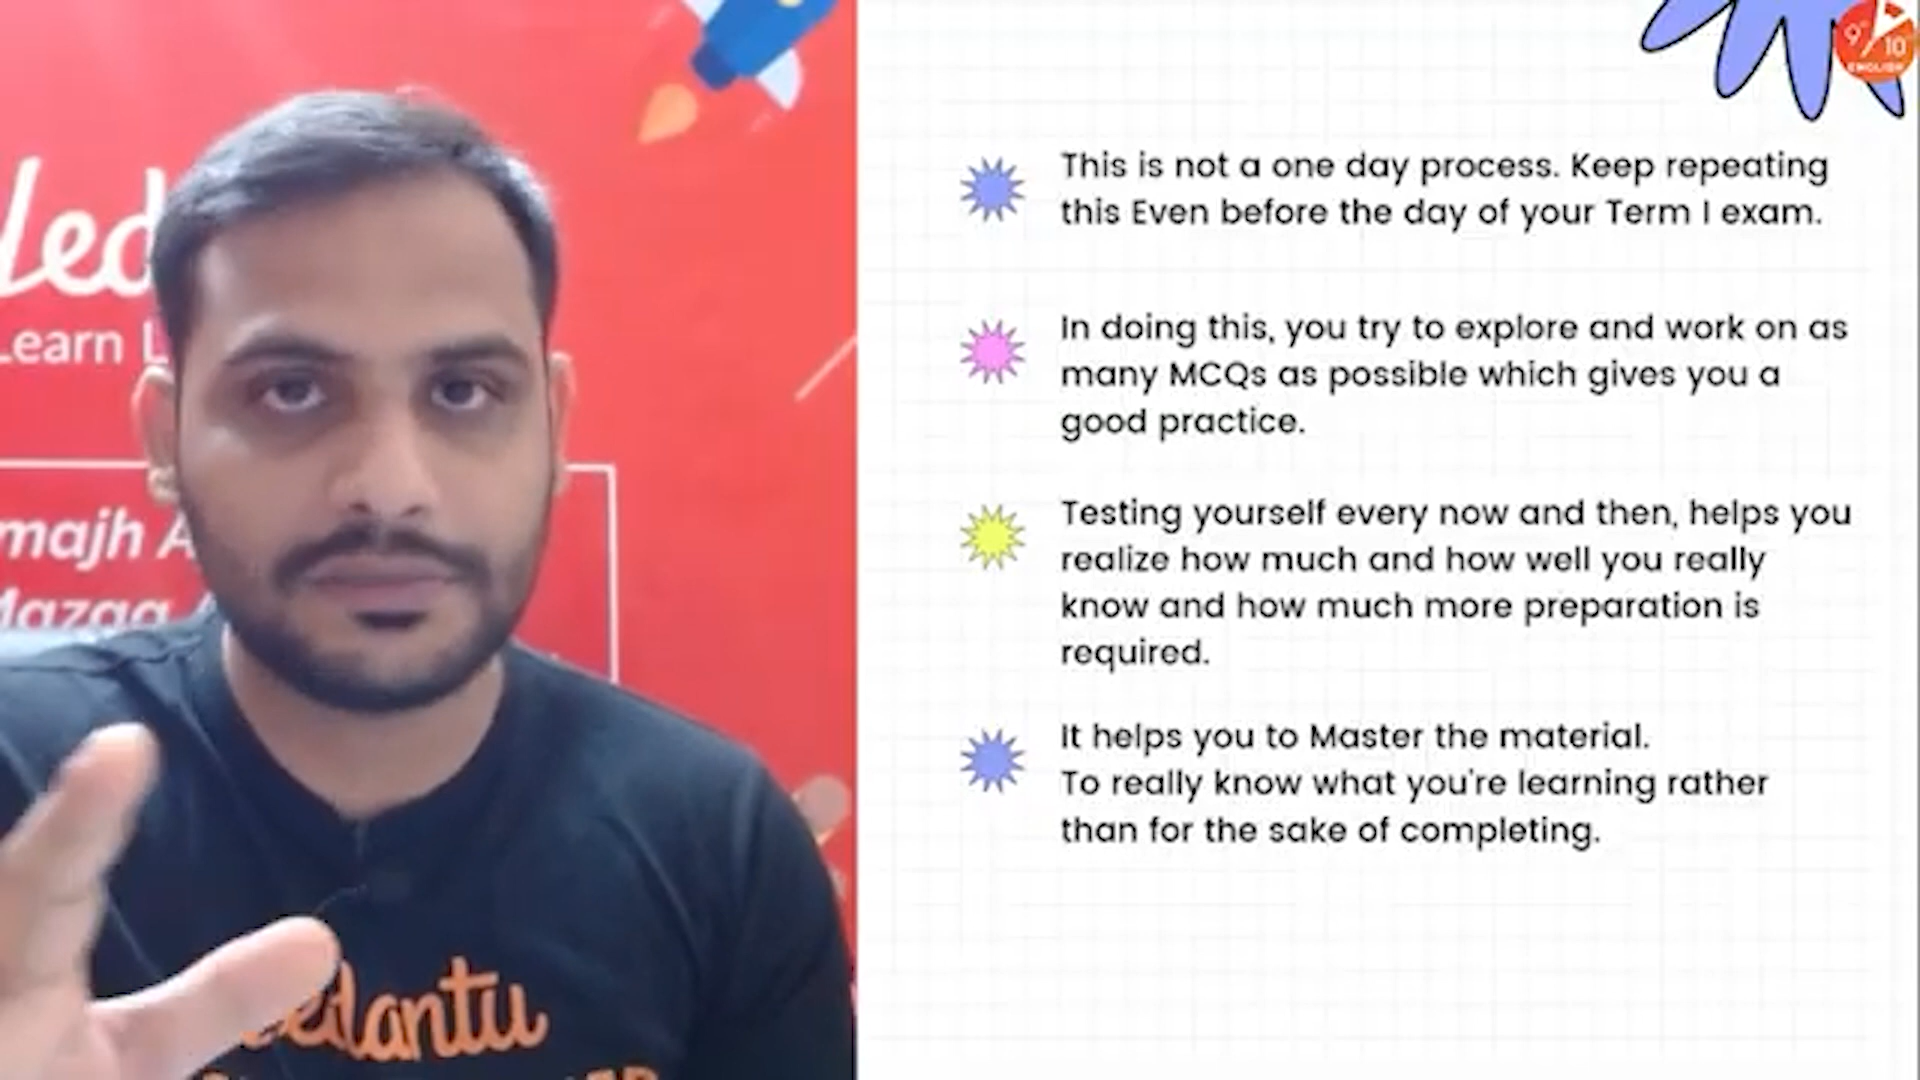 Learn L
majh A
Mazaa
edantu
9 / 10
ENGLISH
This is not a one day process. Keep repeating
this Even before the day of your Term I exam.
In doing this, you try to explore and work on as
many MCQs as possible which gives you a
good practice.
Testing yourself every now and then, helps you
realize how much and how well you really
know and how much more preparation is
required.
It helps you to Master the material.
To really know what you're learning rather
than for the sake of completing.